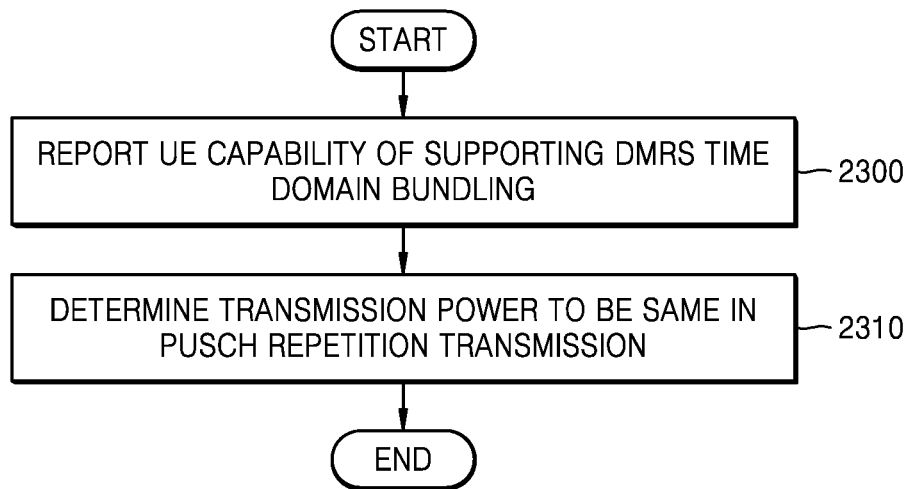 START
REPORT UE CAPABILITY OF SUPPORTING DMRS TIME
DOMAIN BUNDLING
2300
DETERMINE TRANSMISSION POWER TO BE SAME IN
PUSCH REPETITION TRANSMISSION
2310
END